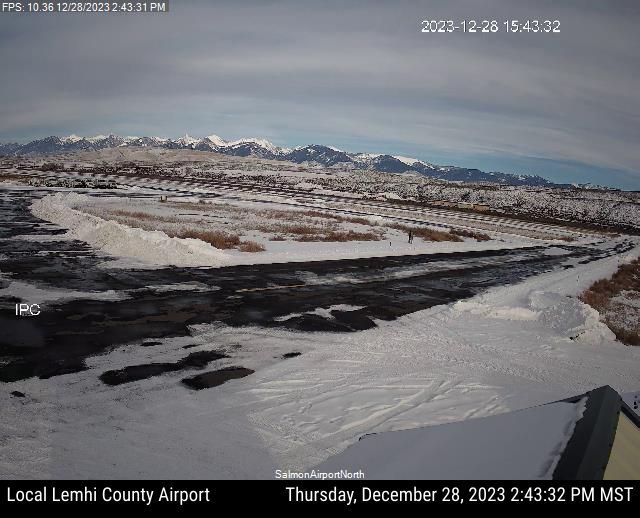 FPS: 10.36 12/28/2023 2:43:31 PM
2023-12-28 15:43:32
IPC
SalmonAirportNorth
Local Lemhi County Airport
Thursday, December 28, 2023 2:43:32 PM MST